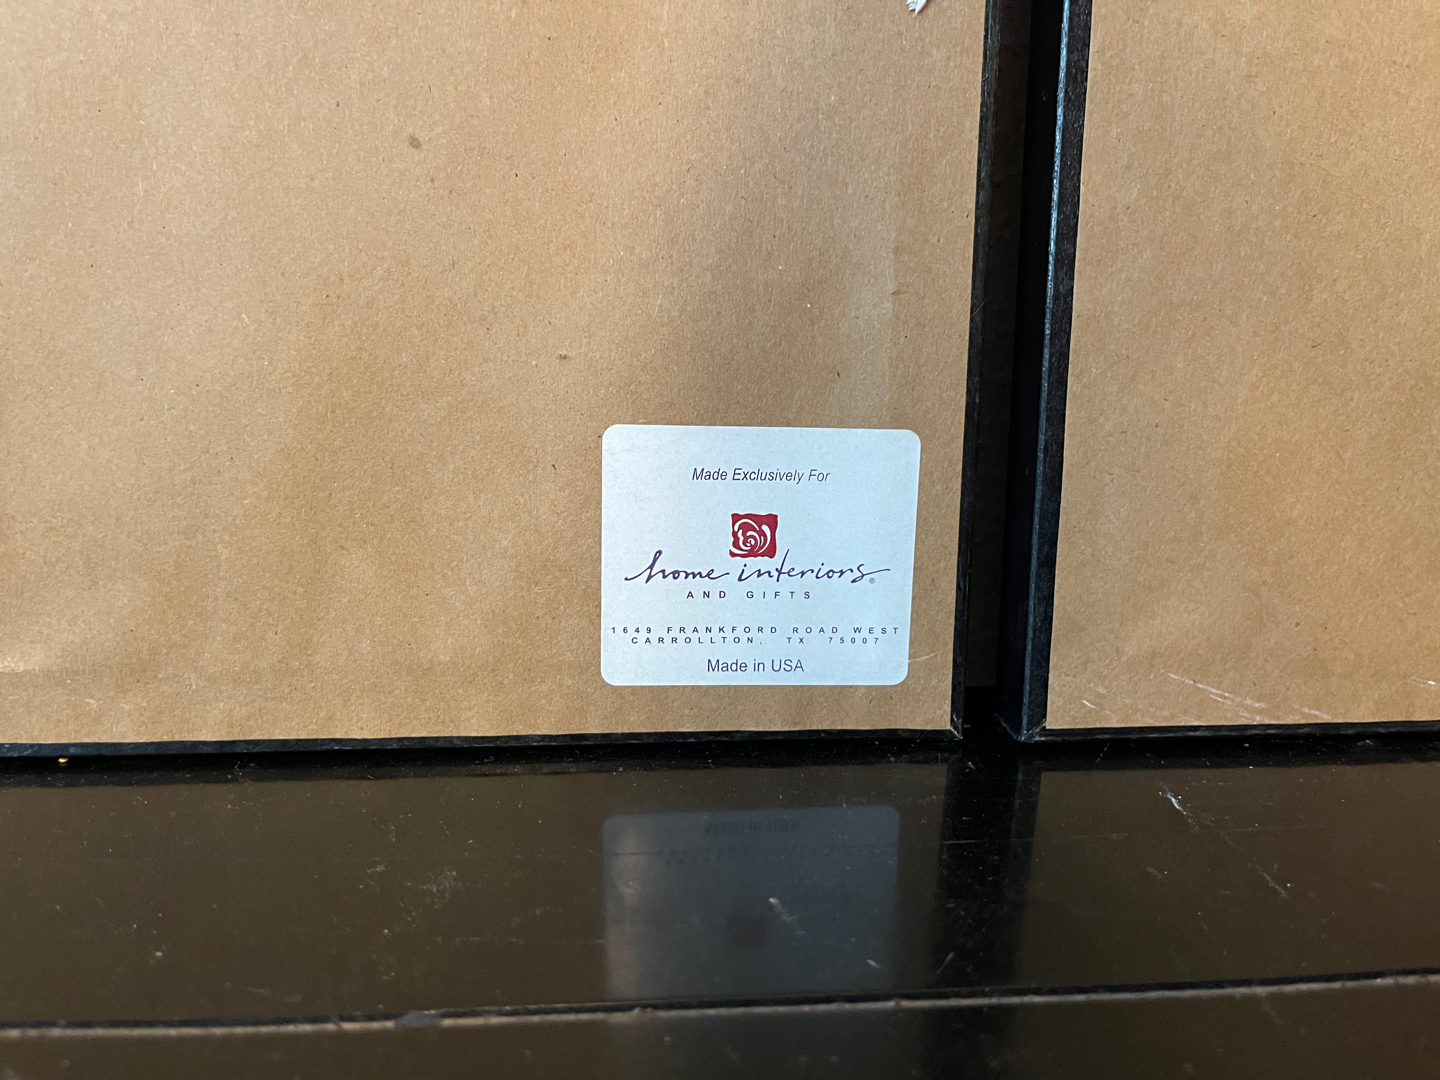 Made Exclusively For
home interiors®
AND GIFTS
1649 FRANKFORD ROAD WEST
CARROLLTON, TX 75007
Made in USA